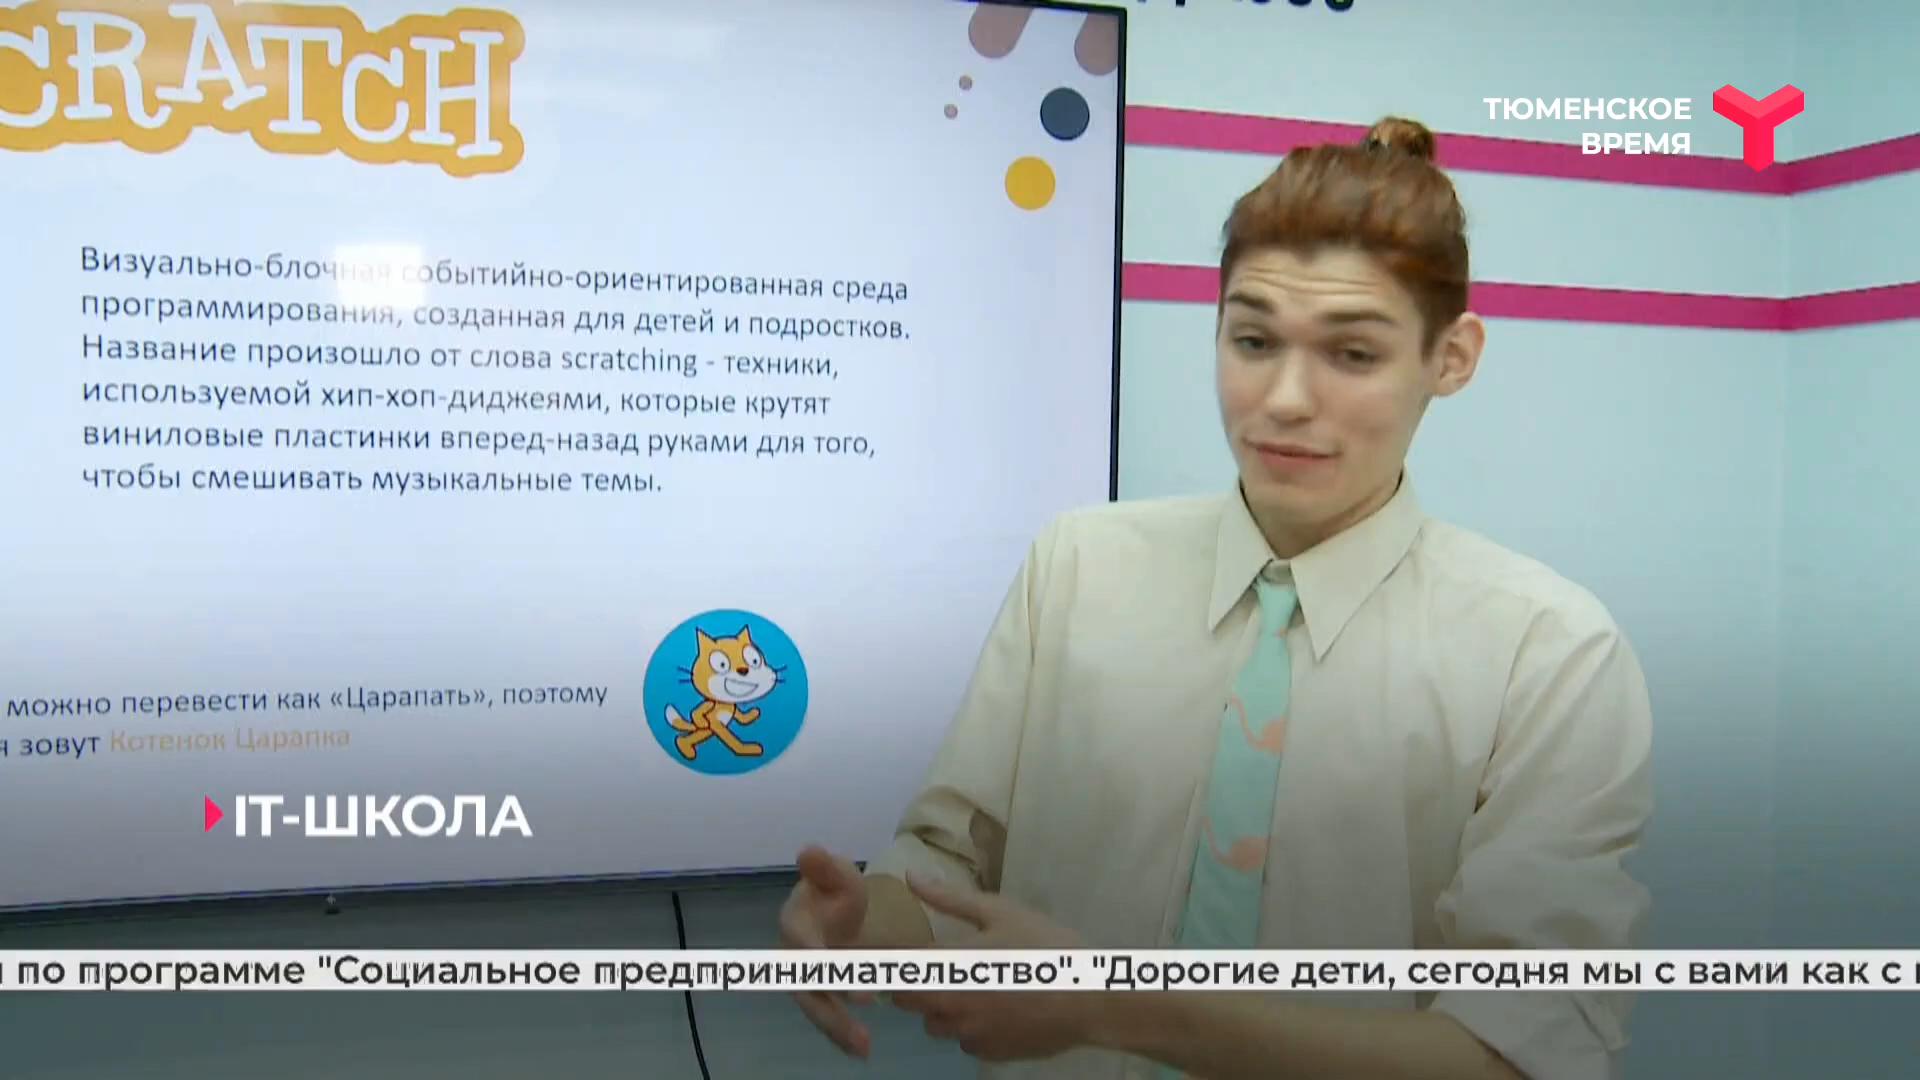 CRATCH
ТЮМЕНСКОЕ
ВРЕМЯ
Визуально-блочная событийно-ориентированная среда
программирования, созданная для детей и подростков.
Название произошло от слова scratching - техники,
используемой хип-хоп-диджеями, которые крутят
виниловые пластинки вперед-назад руками для того,
чтобы смешивать музыкальные темы.
можно перевести как «Царапать», поэтому
я зовут Котенок Царапка
IT-ШКОЛА
по программе "Социальное предпринимательство". "Дорогие дети, сегодня мы с вами как с